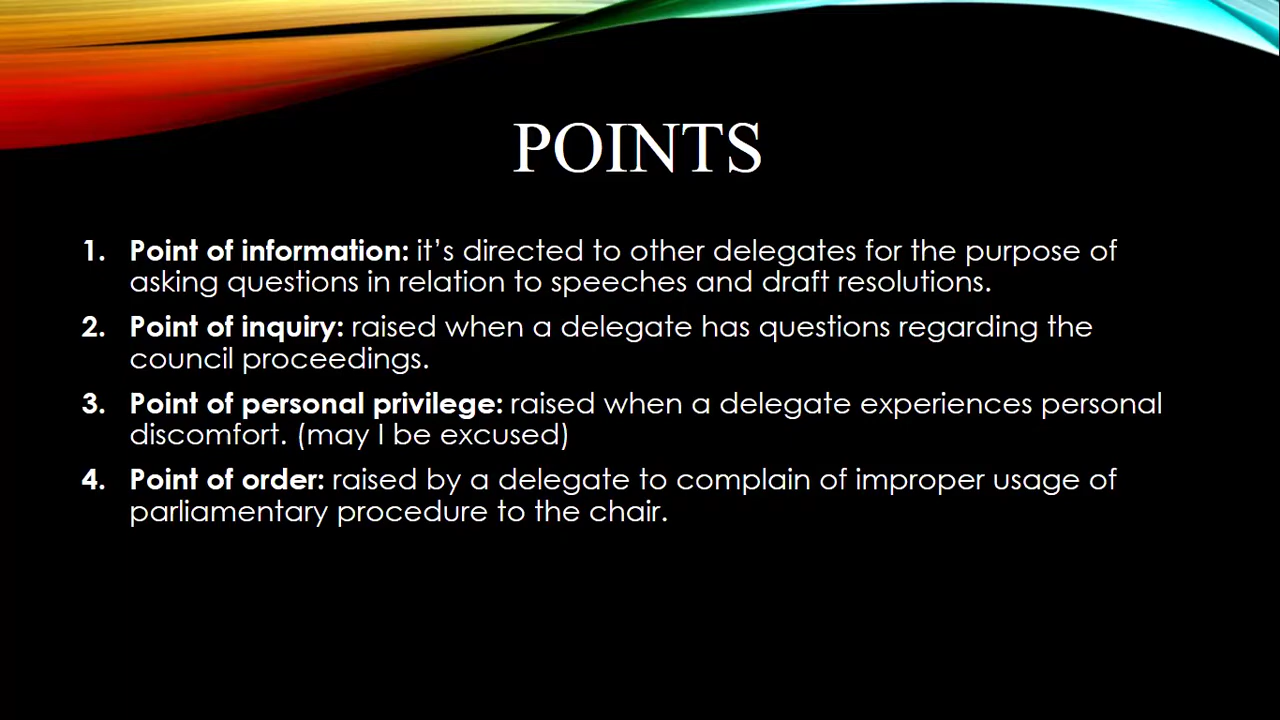 POINTS
1. Point of information: it’s directed to other delegates for the purpose of
asking questions in relation to speeches and draft resolutions.
2. Point of inquiry: raised when a delegate has questions regarding the
council proceedings.
3. Point of personal privilege: raised when a delegate experiences personal
discomfort. (may I be excused)
4. Point of order: raised by a delegate to complain of improper usage of
parliamentary procedure to the chair.